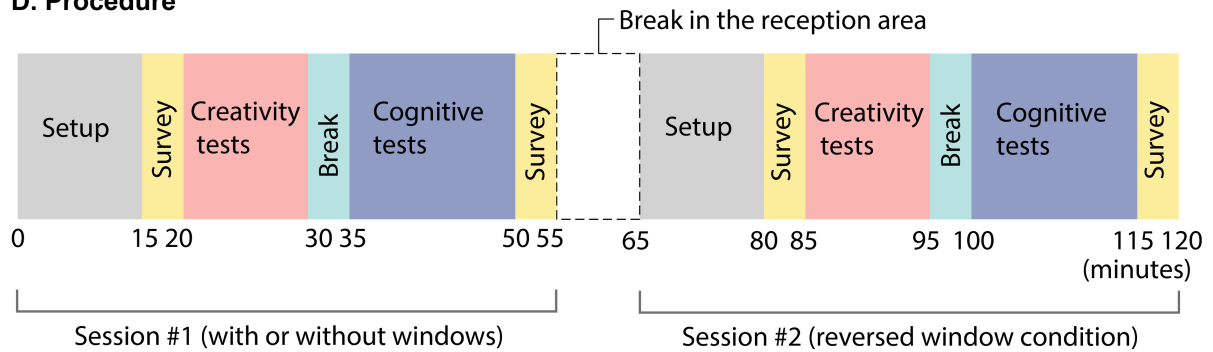 D. Procedure
Break in the reception area
Setup
Survey
Creativity
tests
Break
Cognitive
tests
Survey
Setup
Survey
Creativity
tests
Break
Cognitive
tests
Survey
0 15 20 30 35 50 55 65 80 85 95 100 115 120
(minutes)
Session #1 (with or without windows)
Session #2 (reversed window condition)